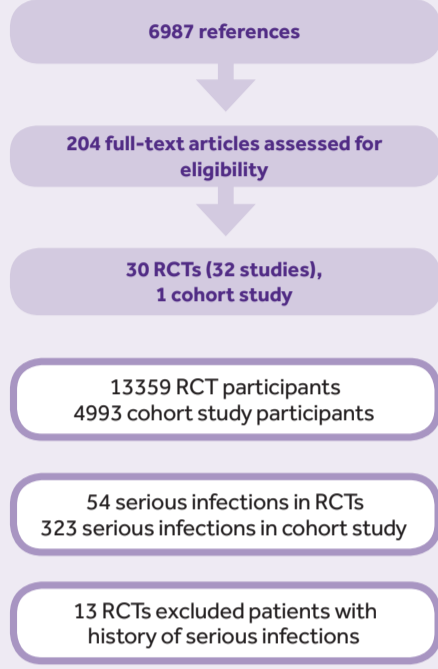 6987 references
204 full-text articles assessed for
eligibility
30 RCTs (32 studies),
1 cohort study
13359 RCT participants
4993 cohort study participants
54 serious infections in RCTs
323 serious infections in cohort study
13 RCTs excluded patients with
history of serious infections